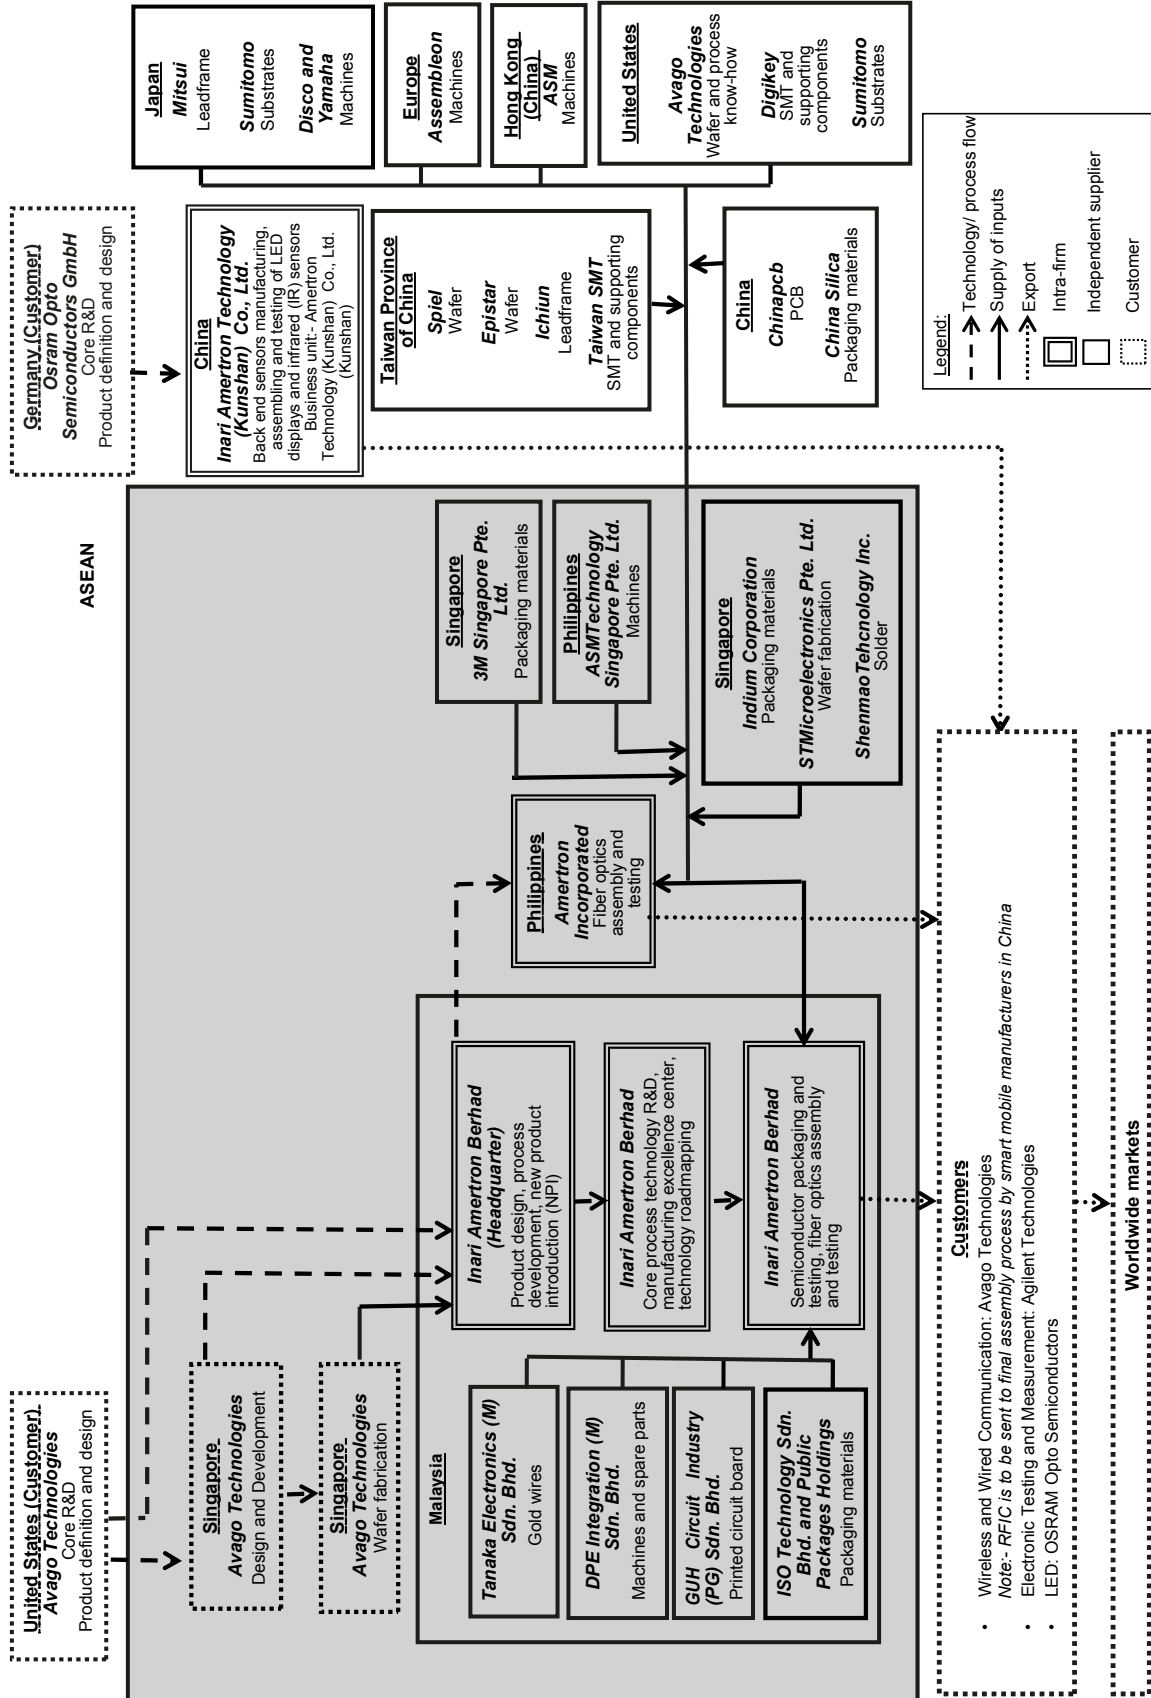 United States (Customer)
Avago Technologies
Core R&D
Product definition and design
Germany (Customer)
Osram Opto
Semiconductors GmbH
Core R&D
Product definition and design
ASEAN
Singapore
Avago Technologies
Design and Development
Singapore
Avago Technologies
Wafer fabrication
Malaysia
Tanaka Electronics (M)
Sdn. Bhd.
Gold wires
DPE Integration (M)
Sdn. Bhd.
Machines and spare parts
GUH Circuit Industry
(PG) Sdn. Bhd.
Printed circuit board
ISO Technology Sdn.
Bhd. and Public
Packages Holdings
Packaging materials
Inari Amertron Berhad
(Headquarter)
Product design, process
development, new product
introduction (NPI)
Inari Amertron Berhad
Core process technology R&D,
manufacturing excellence center,
technology roadmapping
Inari Amertron Berhad
Semiconductor packaging and
testing, fiber optics assembly
and testing
Philippines
Amertron
Incorporated
Fiber optics
assembly and
testing
Singapore
3M Singapore Pte.
Ltd.
Packaging materials
Philippines
ASMTechnology
Singapore Pte. Ltd.
Machines
Singapore
Indium Corporation
Packaging materials
STMicroelectronics Pte. Ltd.
Wafer fabrication
ShenmaoTehcnology Inc.
Solder
China
Inari Amertron Technology
(Kunshan) Co., Ltd.
Back end sensors manufacturing,
assembling and testing of LED
displays and infrared (IR) sensors
Business unit:- Amertron
Technology (Kunshan) Co., Ltd.
(Kunshan)
Taiwan Province
of China
Spiel
Wafer
Epistar
Wafer
Ichiun
Leadframe
Taiwan SMT
SMT and supporting
components
China
Chinapcb
PCB
China Silica
Packaging materials
Japan
Mitsui
Leadframe
Sumitomo
Substrates
Disco and
Yamaha
Machines
Europe
Assembleon
Machines
Hong Kong
(China)
ASM
Machines
United States
Avago
Technologies
Wafer and process
know-how
Digikey
SMT and
supporting
components
Sumitomo
Substrates
Legend:
Technology/ process flow
Supply of inputs
Export
Intra-firm
Independent supplier
Customer
Customers
• Wireless and Wired Communication: Avago Technologies
Note:- RFIC is to be sent to final assembly process by smart mobile manufacturers in China
• Electronic Testing and Measurement: Agilent Technologies
• LED: OSRAM Opto Semiconductors
Worldwide markets